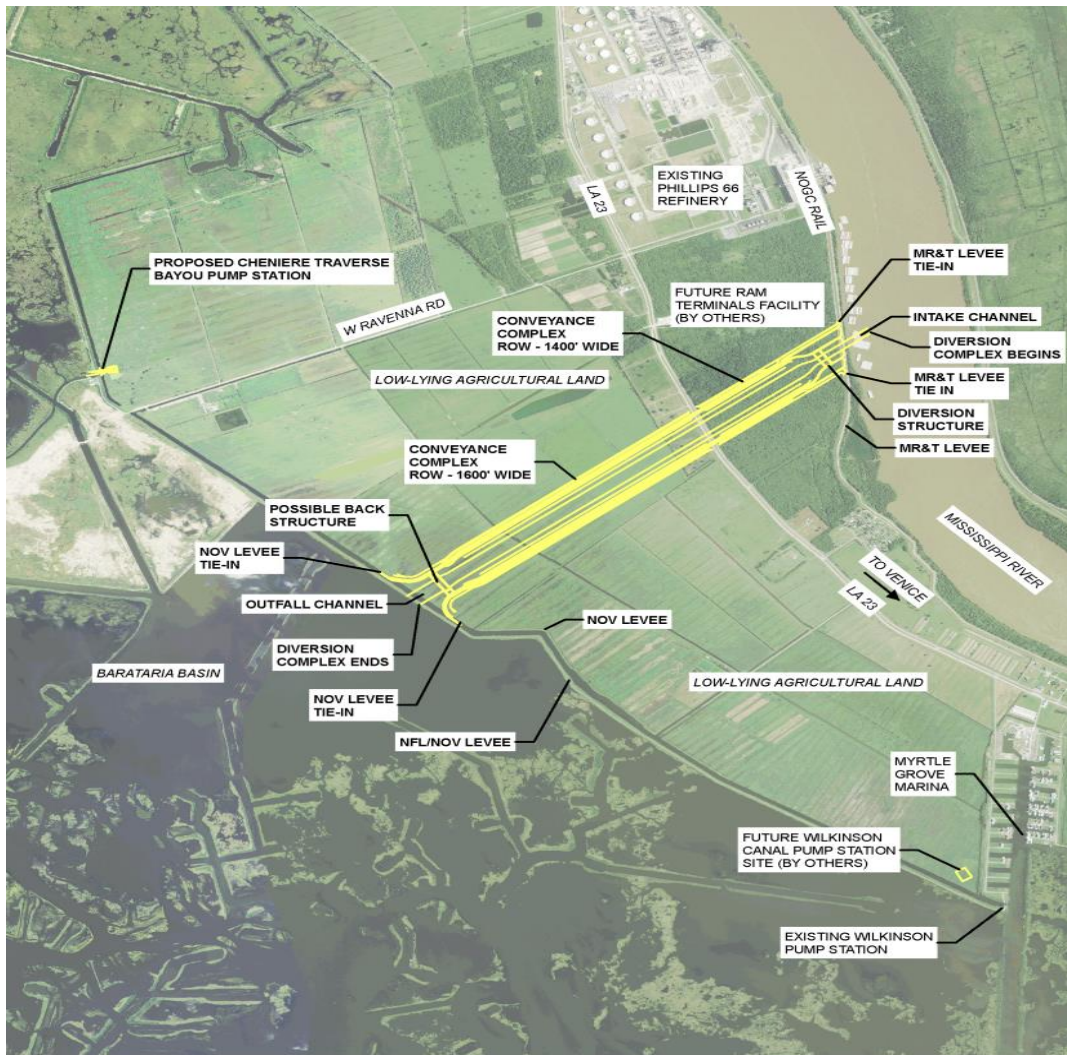 EXISTING
PHILLIPS 66
REFINERY
LA 23
NOGC RAIL
PROPOSED CHENIERE TRAVERSE
BAYOU PUMP STATION
MR&T LEVEE
TIE-IN
W RAVENNA RD
FUTURE RAM
TERMINALS FACILITY
(BY OTHERS)
INTAKE CHANNEL
CONVEYANCE
COMPLEX
ROW - 1400' WIDE
DIVERSION
COMPLEX BEGINS
LOW-LYING AGRICULTURAL LAND
MR&T LEVEE
TIE IN
DIVERSION
STRUCTURE
MR&T LEVEE
CONVEYANCE
COMPLEX
ROW - 1600' WIDE
POSSIBLE BACK
STRUCTURE
MISSISSIPPI RIVER
NOV LEVEE
TIE-IN
TO VENICE
LA 23
OUTFALL CHANNEL
NOV LEVEE
DIVERSION
COMPLEX ENDS
BARATARIA BASIN
LOW-LYING AGRICULTURAL LAND
NOV LEVEE
TIE-IN
NFL/NOV LEVEE
MYRTLE
GROVE
MARINA
FUTURE WILKINSON
CANAL PUMP STATION
SITE (BY OTHERS)
EXISTING WILKINSON
PUMP STATION